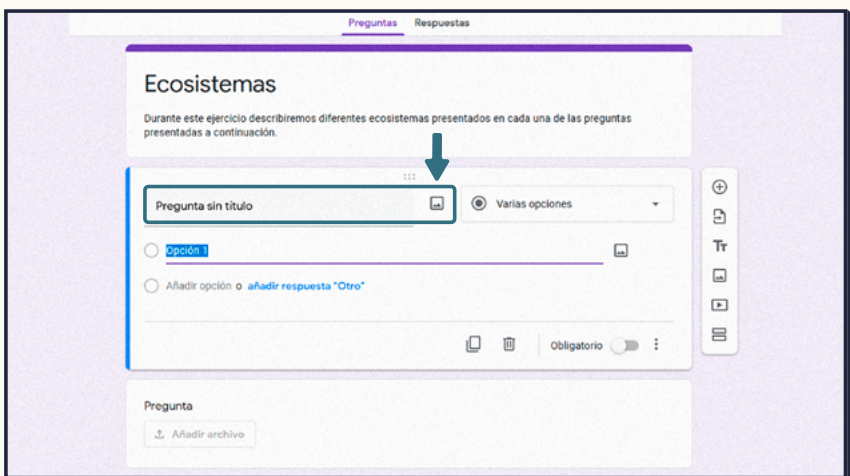 Preguntas Respuestas
Ecosistemas
Durante este ejercicio describiremos diferentes ecosistemas presentados en cada una de las preguntas
presentadas a continuación.
Pregunta sin título
Varias opciones
Opción 1
Añadir opción o añadir respuesta "Otro"
Obligatorio
Pregunta
Añadir archivo